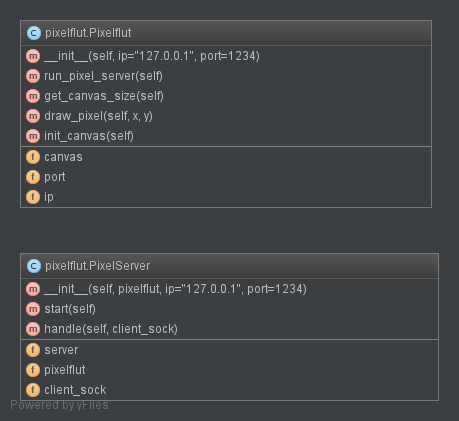 C pixelflut.Pixelflut
m __init__(self, ip="127.0.0.1", port=1234)
m run_pixel_server(self)
m get_canvas_size(self)
m draw_pixel(self, x, y)
m init_canvas(self)
f canvas
f port
f ip
C pixelflut.PixelServer
m __init__(self, pixelflut, ip="127.0.0.1", port=1234)
m start(self)
m handle(self, client_sock)
f server
f pixelflut
f client_sock
Powered by yFiles